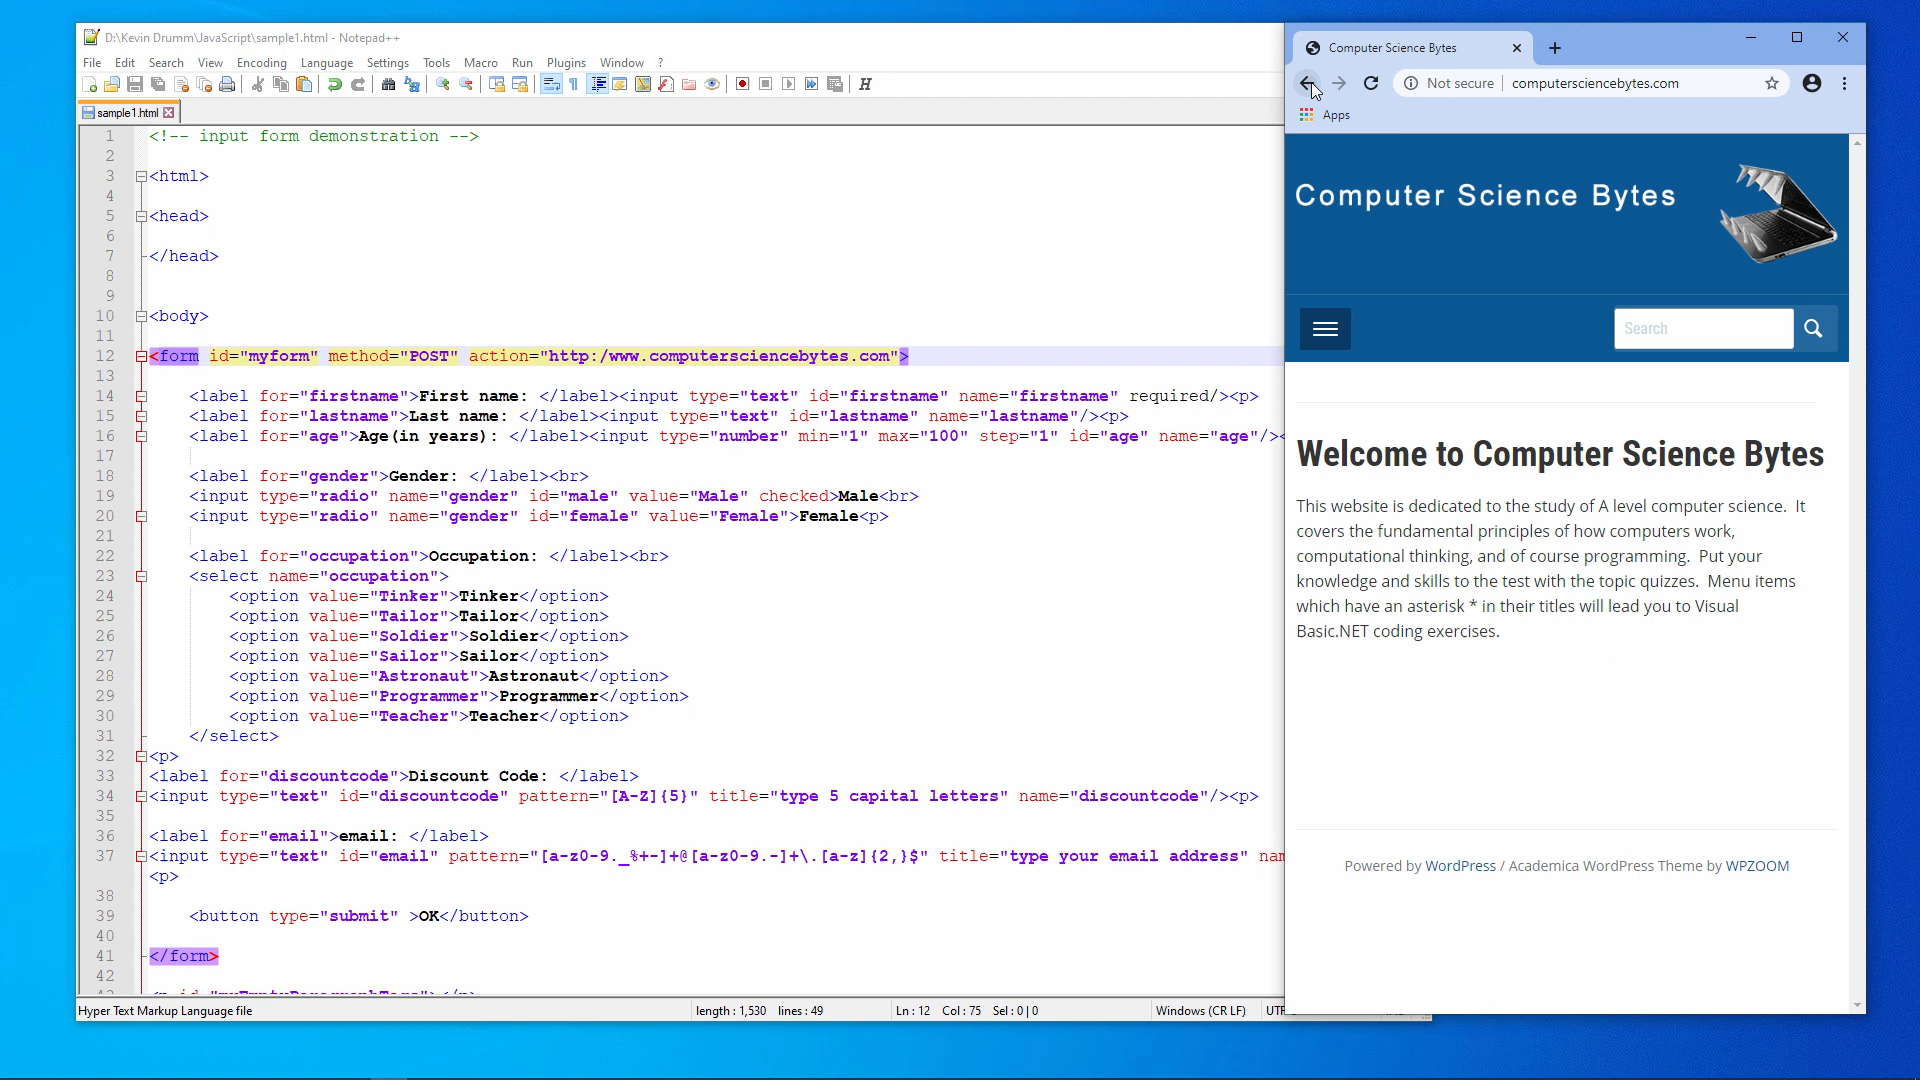 D:\Kevin Drumm\JavaScript\sample1.html - Notepad++
File Edit Search View Encoding Language Settings Tools Macro Run Plugins Window ?
sample1.html
1 <!-- input form demonstration -->
2
3 <html>
4
5 <head>
6
7 </head>
8
9
10 <body>
11
12 <form id="myform" method="POST" action="http:/www.computersciencebytes.com">
13
14 <label for="firstname">First name: </label><input type="text" id="firstname" name="firstname" required/><p>
15 <label for="lastname">Last name: </label><input type="text" id="lastname" name="lastname"/><p>
16 <label for="age">Age(in years): </label><input type="number" min="1" max="100" step="1" id="age" name="age"/><
17
18 <label for="gender">Gender: </label><br>
19 <input type="radio" name="gender" id="male" value="Male" checked>Male<br>
20 <input type="radio" name="gender" id="female" value="Female">Female<p>
21
22 <label for="occupation">Occupation: </label><br>
23 <select name="occupation">
24 <option value="Tinker">Tinker</option>
25 <option value="Tailor">Tailor</option>
26 <option value="Soldier">Soldier</option>
27 <option value="Sailor">Sailor</option>
28 <option value="Astronaut">Astronaut</option>
29 <option value="Programmer">Programmer</option>
30 <option value="Teacher">Teacher</option>
31 </select>
32 <p>
33 <label for="discountcode">Discount Code: </label>
34 <input type="text" id="discountcode" pattern="[A-Z]{5}" title="type 5 capital letters" name="discountcode"/><p>
35
36 <label for="email">email: </label>
37 <input type="text" id="email" pattern="[a-z0-9._%+-]+@[a-z0-9.-]+\.[a-z]{2,}$" title="type your email address" nam
<p>
38
39 <button type="submit" >OK</button>
40
41 </form>
42
Hyper Text Markup Language file length : 1,530 lines : 49 Ln : 12 Col : 75 Sel : 0 | 0 Windows (CR LF) UTF
Computer Science Bytes
Not secure computersciencebytes.com
Apps
Computer Science Bytes
Search
Welcome to Computer Science Bytes
This website is dedicated to the study of A level computer science. It
covers the fundamental principles of how computers work,
computational thinking, and of course programming. Put your
knowledge and skills to the test with the topic quizzes. Menu items
which have an asterisk * in their titles will lead you to Visual
Basic.NET coding exercises.
Powered by WordPress / Academica WordPress Theme by WPZOOM